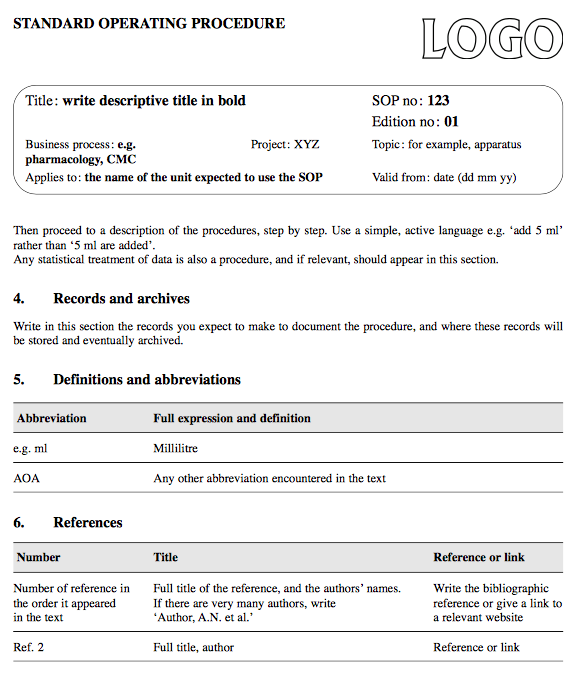 STANDARD OPERATING PROCEDURE
LOGO
Title: write descriptive title in bold
SOP no: 123
Edition no: 01
Business process: e.g.
pharmacology, CMC
Project: XYZ
Topic: for example, apparatus
Applies to: the name of the unit expected to use the SOP
Valid from: date (dd mm yy)
Then proceed to a description of the procedures, step by step. Use a simple, active language e.g. ‘add 5 ml’
rather than ‘5 ml are added’.
Any statistical treatment of data is also a procedure, and if relevant, should appear in this section.
4. Records and archives
Write in this section the records you expect to make to document the procedure, and where these records will
be stored and eventually archived.
5. Definitions and abbreviations
Abbreviation Full expression and definition
e.g. ml Millilitre
AOA Any other abbreviation encountered in the text
6. References
Number Title Reference or link
Number of reference in Full title of the reference, and the authors’ names. Write the bibliographic
the order it appeared If there are very many authors, write reference or give a link to
in the text ‘Author, A.N. et al.’ a relevant website
Ref. 2 Full title, author Reference or link